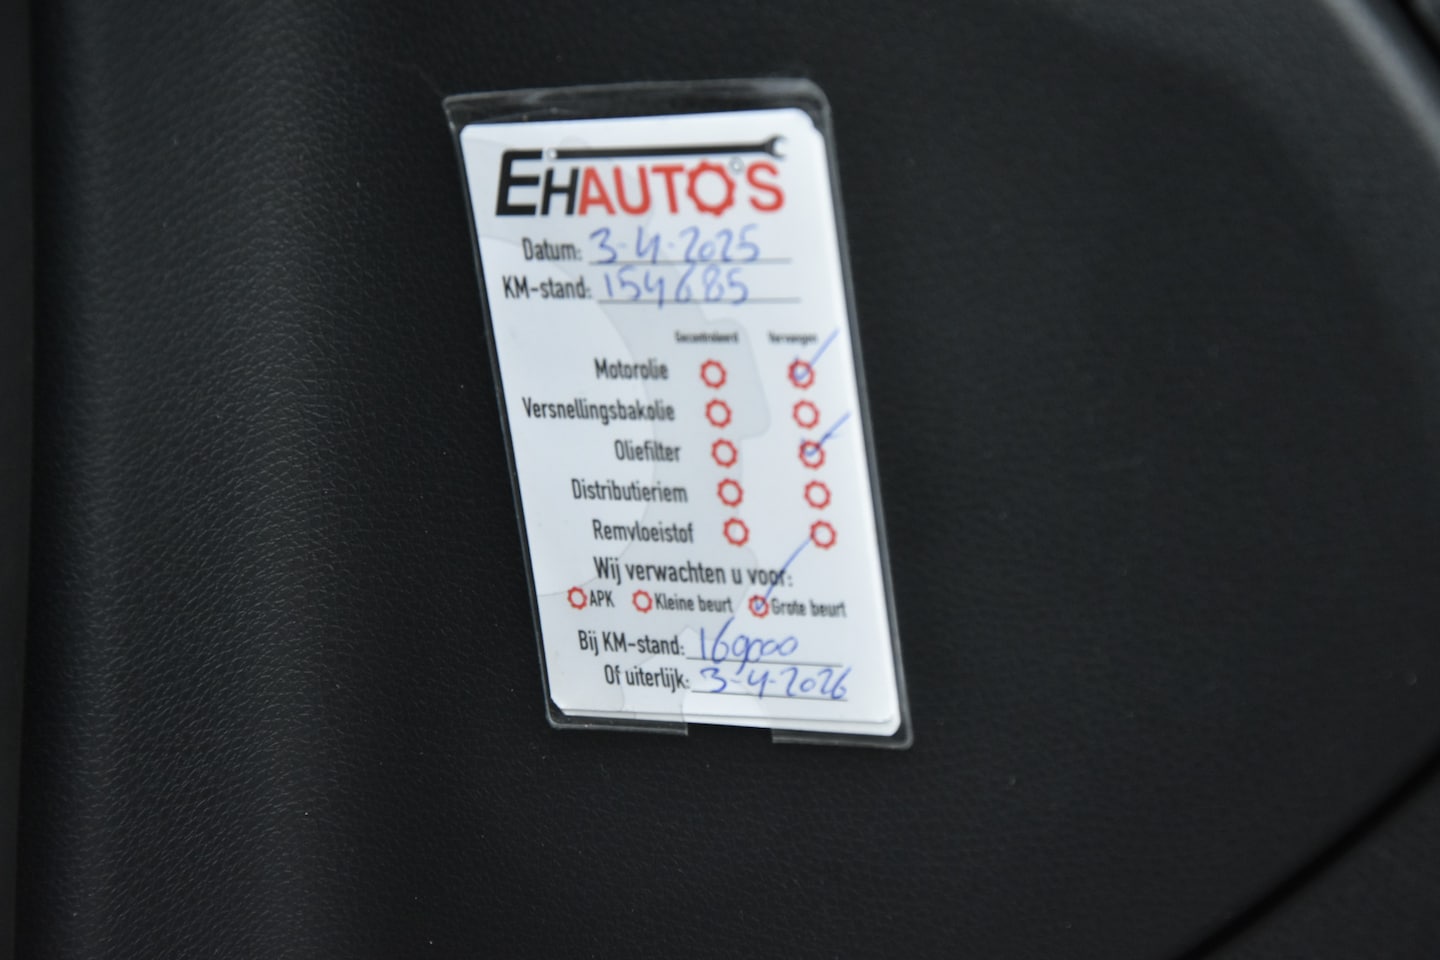 EHAUTO'S
Datum: 3-4-2025
KM-stand: 154685
Gecontroleerd Vervangen
Motorolie
Versnellingsbakolie
Oliefilter
Distributieriem
Remvloeistof
Wij verwachten u voor:
APK Kleine beurt Grote beurt
Bij KM-stand: 169000
Of uiterlijk: 3-4-2026